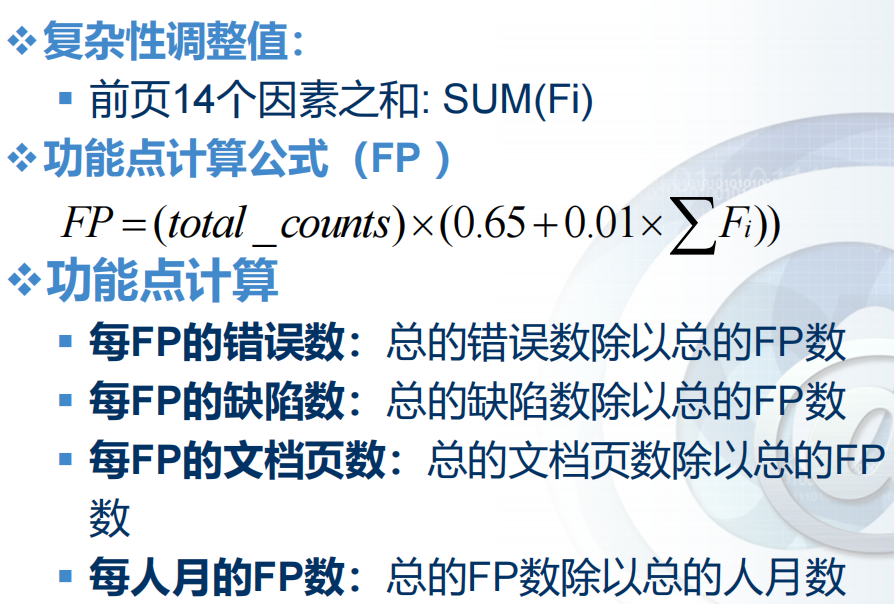 ❖复杂性调整值：
▪ 前页14个因素之和: SUM(Fi)
❖功能点计算公式（FP ）
FP = (total _ counts) × (0.65 + 0.01 × ∑ Fi))
❖功能点计算
▪ 每FP的错误数：总的错误数除以总的FP数
▪ 每FP的缺陷数：总的缺陷数除以总的FP数
▪ 每FP的文档页数：总的文档页数除以总的FP
数
▪ 每人月的FP数：总的FP数除以总的人月数